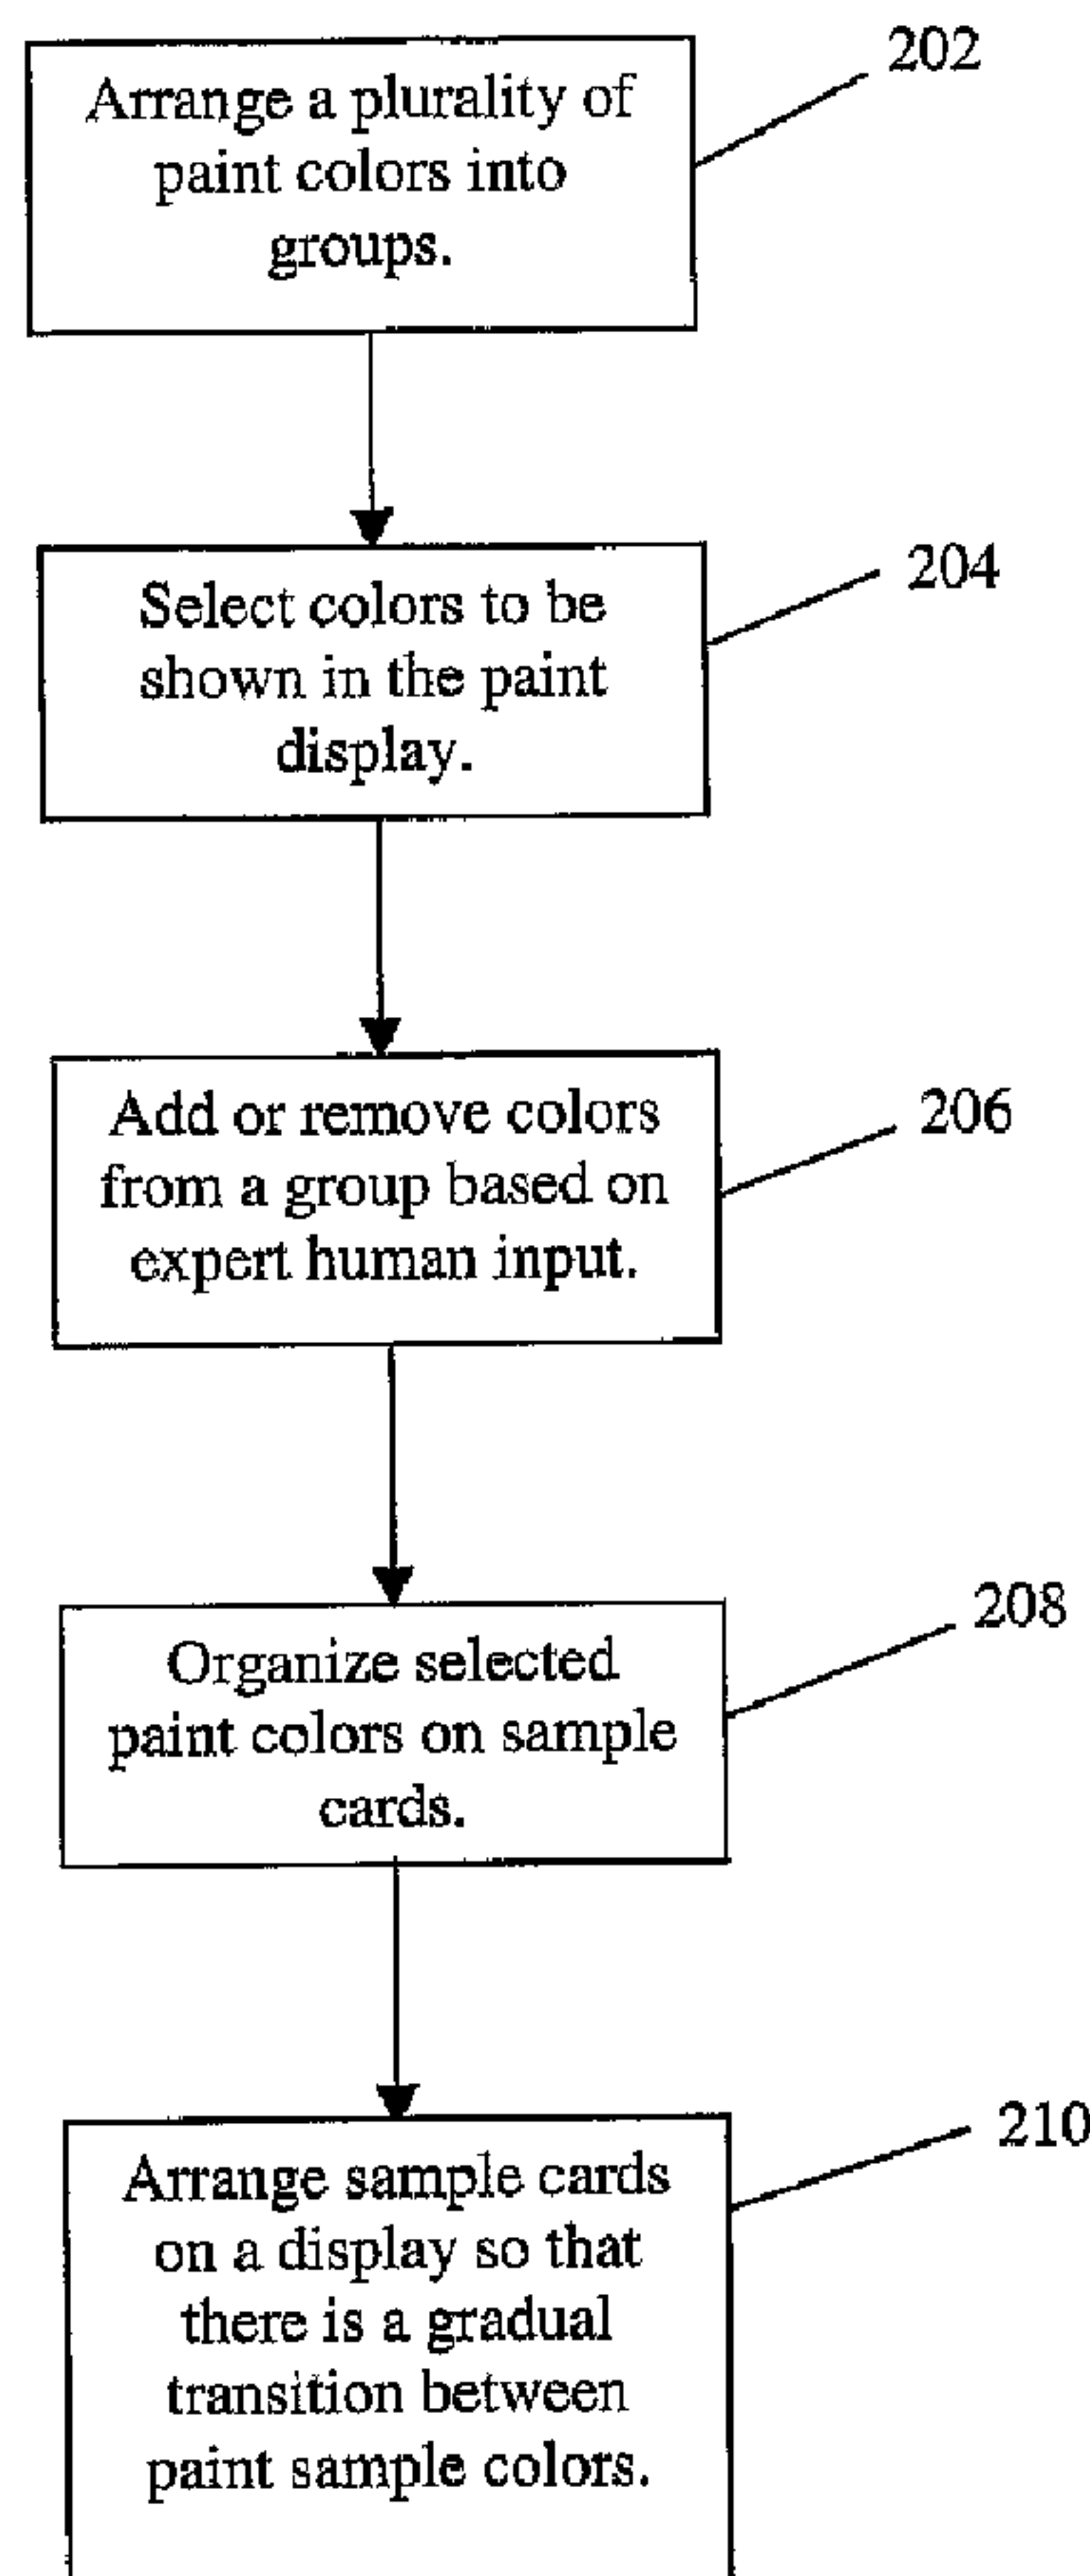 Arrange a plurality of
paint colors into
groups.
202
Select colors to be
shown in the paint
display.
204
Add or remove colors
from a group based on
expert human input.
206
Organize selected
paint colors on sample
cards.
208
Arrange sample cards
on a display so that
there is a gradual
transition between
paint sample colors.
210